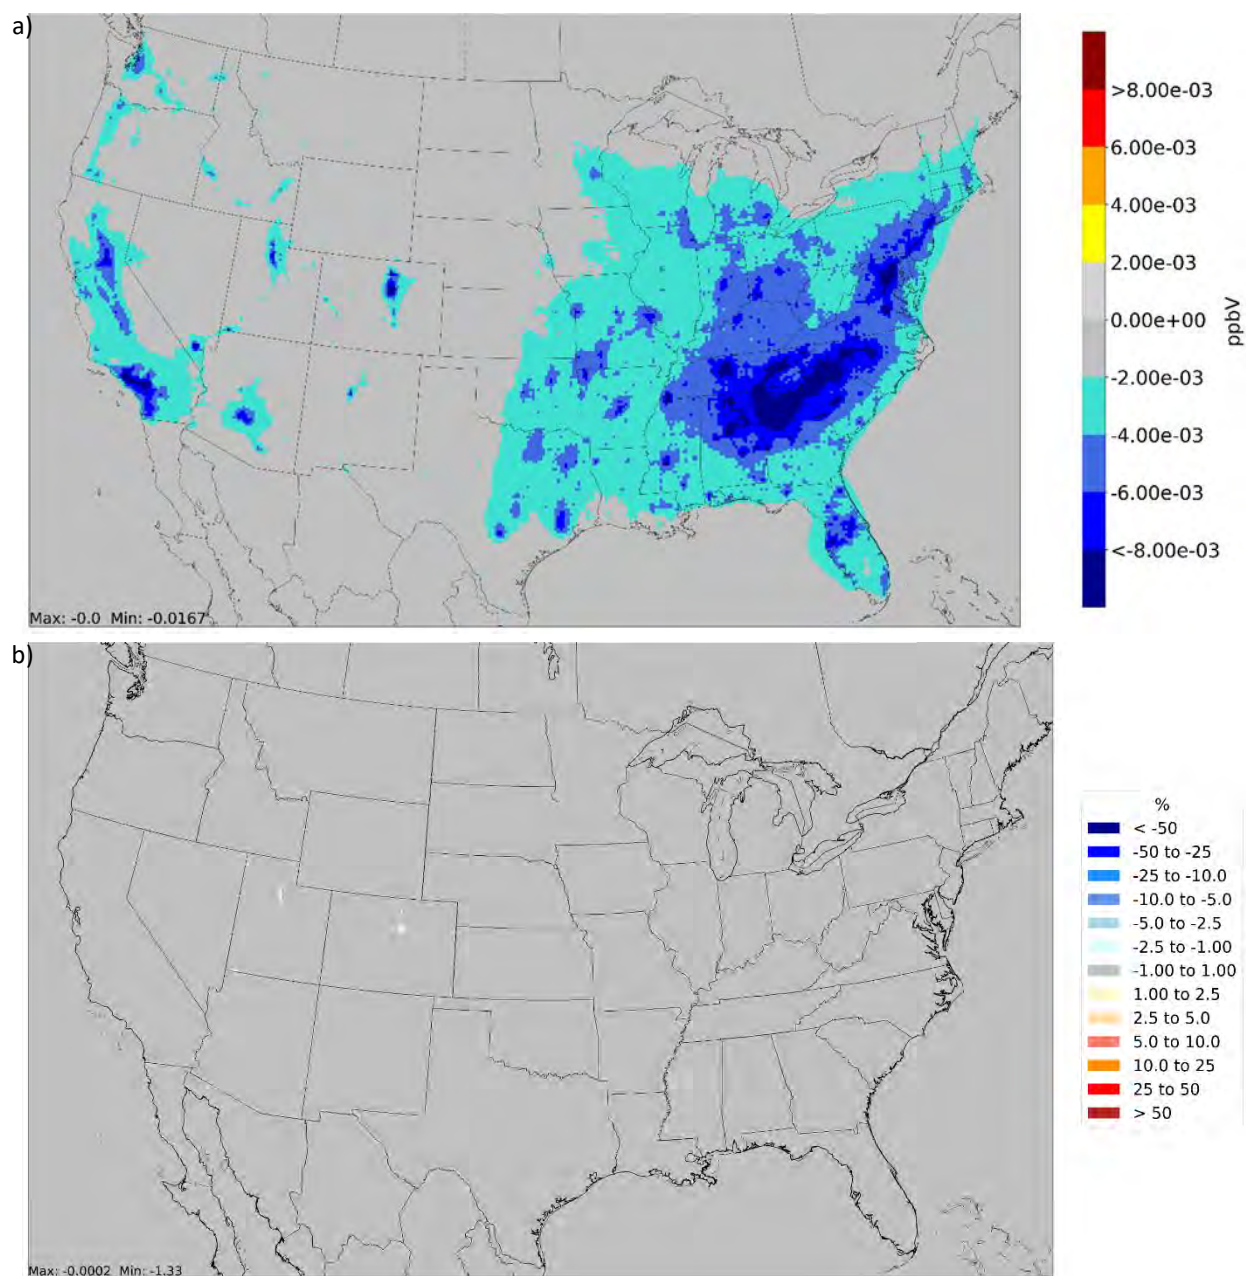 a)
>8.00e-03
6.00e-03
4.00e-03
2.00e-03
0.00e+00
-2.00e-03
-4.00e-03
-6.00e-03
<-8.00e-03
ppbV
Max: -0.0 Min: -0.0167
b)
%
< -50
-50 to -25
-25 to -10.0
-10.0 to -5.0
-5.0 to -2.5
-2.5 to -1.00
-1.00 to 1.00
1.00 to 2.5
2.5 to 5.0
5.0 to 10.0
10.0 to 25
25 to 50
> 50
Max: -0.0002 Min: -1.33